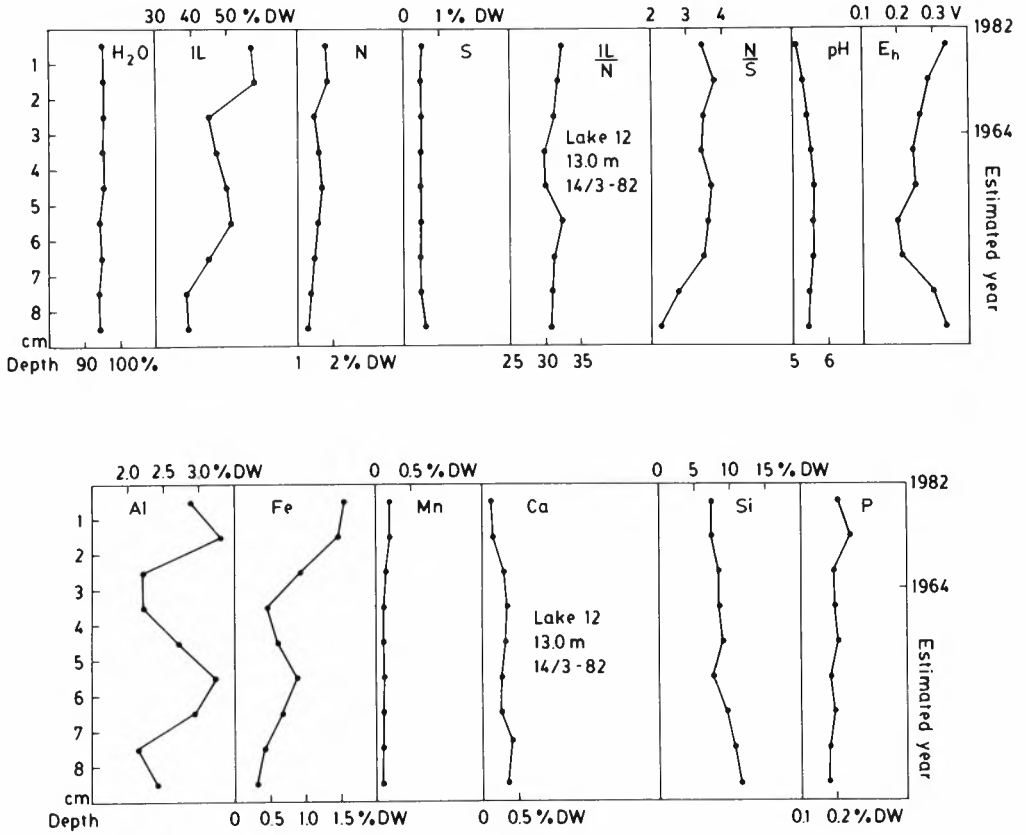 30 40 50 % DW 0 1 % DW 2 3 4 0.1 0.2 0.3 V
1982
H₂O IL N S IL/N N/S pH Eh
1
2
3
4
5
6
7
8
cm
Lake 12
13.0 m
14/3-82
1964
Estimated year
Depth 90 100% 1 2 % DW 25 30 35 5 6
2.0 2.5 3.0 % DW 0 0.5 % DW 0 5 10 15 % DW
1982
Al Fe Mn Ca Si P
1
2
3
4
5
6
7
8
cm
Lake 12
13.0 m
14/3-82
1964
Estimated year
Depth 0 0.5 1.0 1.5 % DW 0 0.5 % DW 0.1 0.2 % DW